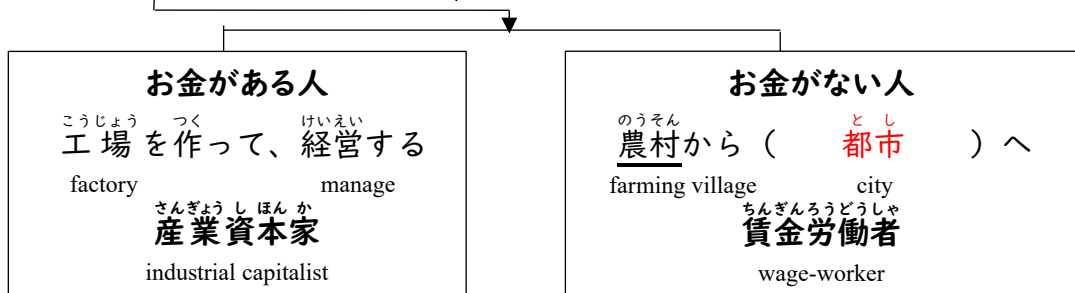 お金がある人
こうじょう つく けいえい
工場を作って、経営する
factory manage
さんぎょうしほんか
産業資本家
industrial capitalist
お金がない人
のうそん とし
農村から（ 都市 ）へ
farming village city
ちんぎんろうどうしゃ
賃金労働者
wage-worker